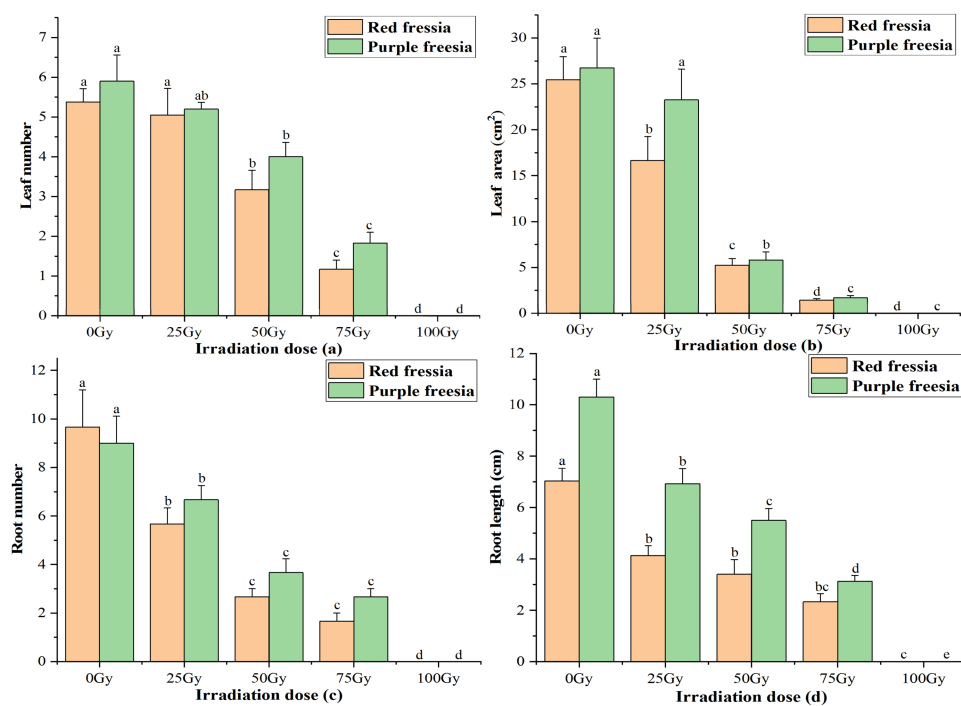 Red fressia
Purple freesia
Leaf number
7
6
5
4
3
2
1
0
a
a
a
ab
b
b
c
c
d
d
0Gy
25Gy
50Gy
75Gy
100Gy
Irradiation dose (a)
Red fressia
Purple freesia
Leaf area (cm²)
30
25
20
15
10
5
0
a
a
b
a
c
b
d
c
d
c
0Gy
25Gy
50Gy
75Gy
100Gy
Irradiation dose (b)
Red fressia
Purple freesia
Root number
12
10
8
6
4
2
0
a
a
b
b
c
c
c
c
d
d
0Gy
25Gy
50Gy
75Gy
100Gy
Irradiation dose (c)
Red fressia
Purple freesia
Root length (cm)
12
10
8
6
4
2
0
a
a
b
b
b
c
bc
d
c
e
0Gy
25Gy
50Gy
75Gy
100Gy
Irradiation dose (d)